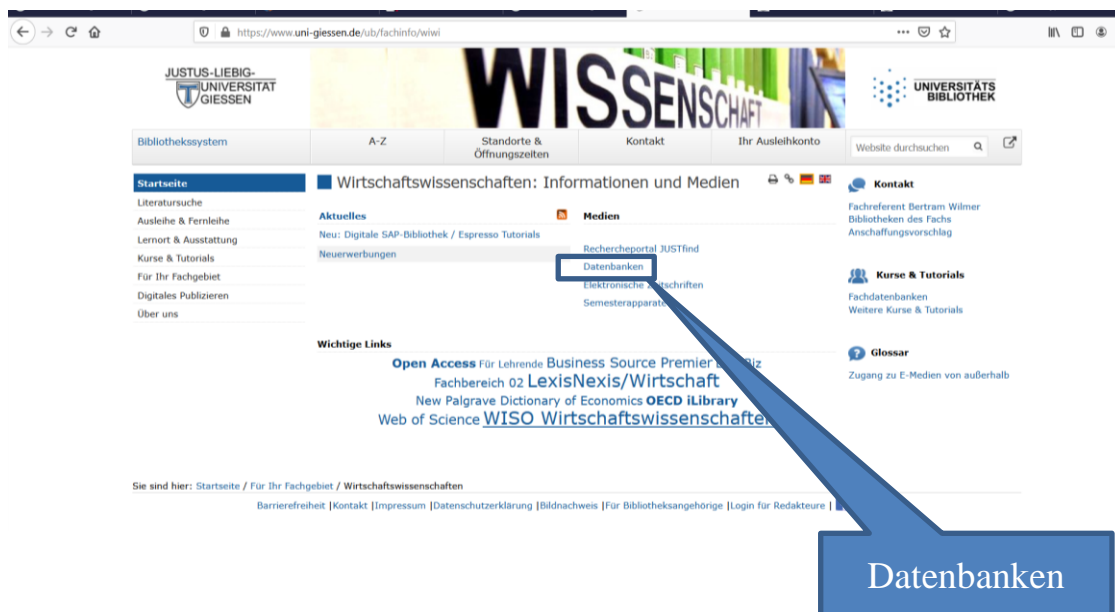 https://www.uni-giessen.de/ub/fachinfo/wiwi
JUSTUS-LIEBIG-
UNIVERSITAT
GIESSEN
WISSENSCHAFT
UNIVERSITÄTS
BIBLIOTHEK
Bibliothekssystem
A-Z
Standorte &
Öffnungszeiten
Kontakt
Ihr Ausleihkonto
Website durchsuchen
Startseite
Literatursuche
Ausleihe & Fernleihe
Lernort & Ausstattung
Kurse & Tutorials
Für Ihr Fachgebiet
Digitales Publizieren
Über uns
Wirtschaftswissenschaften: Informationen und Medien
Aktuelles
Neu: Digitale SAP-Bibliothek / Espresso Tutorials
Neuerwerbungen
Medien
Rechercheportal JUSTfind
Datenbanken
Elektronische Zeitschriften
Semesterapparate
Kontakt
Fachreferent Bertram Wilmer
Bibliotheken des Fachs
Anschaffungsvorschlag
Kurse & Tutorials
Fachdatenbanken
Weitere Kurse & Tutorials
Glossar
Zugang zu E-Medien von außerhalb
Wichtige Links
Open Access Für Lehrende Business Source Premier
Fachbereich 02 LexisNexis/Wirtschaft
New Palgrave Dictionary of Economics OECD iLibrary
Web of Science WISO Wirtschaftswissenschaften
Sie sind hier: Startseite / Für Ihr Fachgebiet / Wirtschaftswissenschaften
Barrierefreiheit |Kontakt |Impressum |Datenschutzerklärung |Bildnachweis |Für Bibliotheksangehörige |Login für Redakteure |
Datenbanken